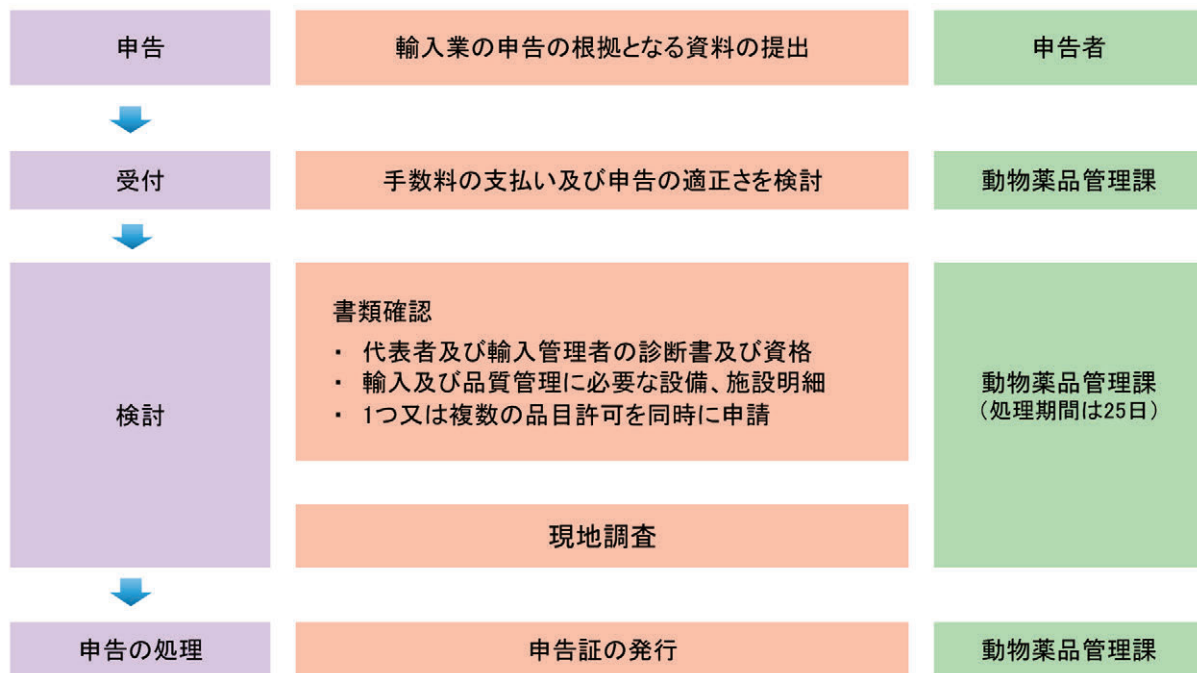 申告
輸入業の申告の根拠となる資料の提出
申告者
受付
手数料の支払い及び申告の適正さを検討
動物薬品管理課
検討
書類確認
・ 代表者及び輸入管理者の診断書及び資格
・ 輸入及び品質管理に必要な設備、施設明細
・ 1つ又は複数の品目許可を同時に申請
現地調査
動物薬品管理課
（処理期間は25日）
申告の処理
申告証の発行
動物薬品管理課